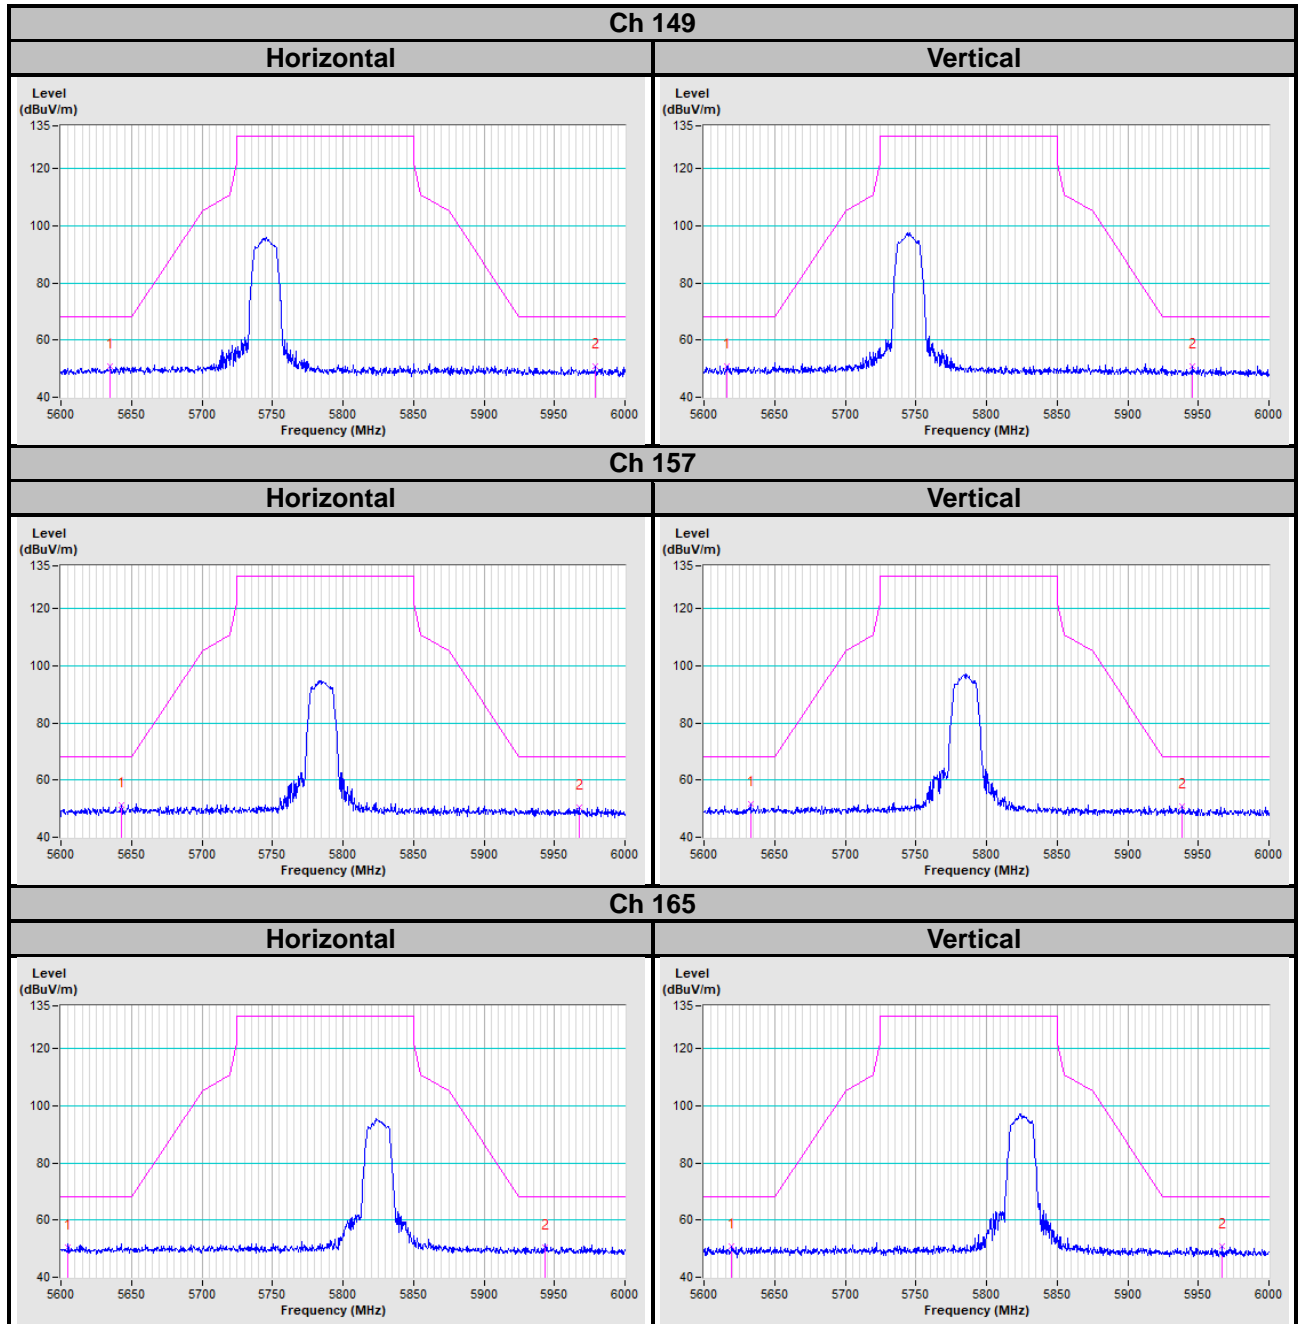 Ch 149
Horizontal Vertical
Level Level
(dBuV/m) (dBuV/m)
135 135
120 120
100 100
80 80
60 60
1 2 1 2
40 40
5600 5650 5700 5750 5800 5850 5900 5950 6000 5600 5650 5700 5750 5800 5850 5900 5950 6000
Frequency (MHz) Frequency (MHz)
Ch 157
Horizontal Vertical
Level Level
(dBuV/m) (dBuV/m)
135 135
120 120
100 100
80 80
60 60
1 2 1 2
40 40
5600 5650 5700 5750 5800 5850 5900 5950 6000 5600 5650 5700 5750 5800 5850 5900 5950 6000
Frequency (MHz) Frequency (MHz)
Ch 165
Horizontal Vertical
Level Level
(dBuV/m) (dBuV/m)
135 135
120 120
100 100
80 80
60 60
1 2 1 2
40 40
5600 5650 5700 5750 5800 5850 5900 5950 6000 5600 5650 5700 5750 5800 5850 5900 5950 6000
Frequency (MHz) Frequency (MHz)